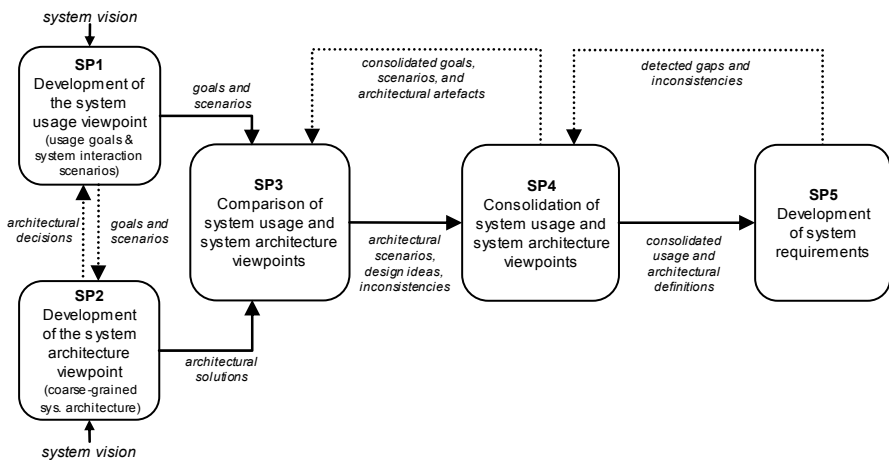 system vision
SP1
Development of
the system
usage viewpoint
(usage goals &
system interaction
scenarios)
goals and
scenarios
consolidated goals,
scenarios, and
architectural artefacts
detected gaps and
inconsistencies
architectural
decisions
goals and
scenarios
SP3
Comparison of
system usage and
system architecture
viewpoints
architectural
scenarios,
design ideas,
inconsistencies
SP4
Consolidation of
system usage and
system architecture
viewpoints
consolidated
usage and
architectural
definitions
SP5
Development
of system
requirements
SP2
Development
of the system
architecture
viewpoint
(coarse-grained
sys. architecture)
architectural
solutions
system vision